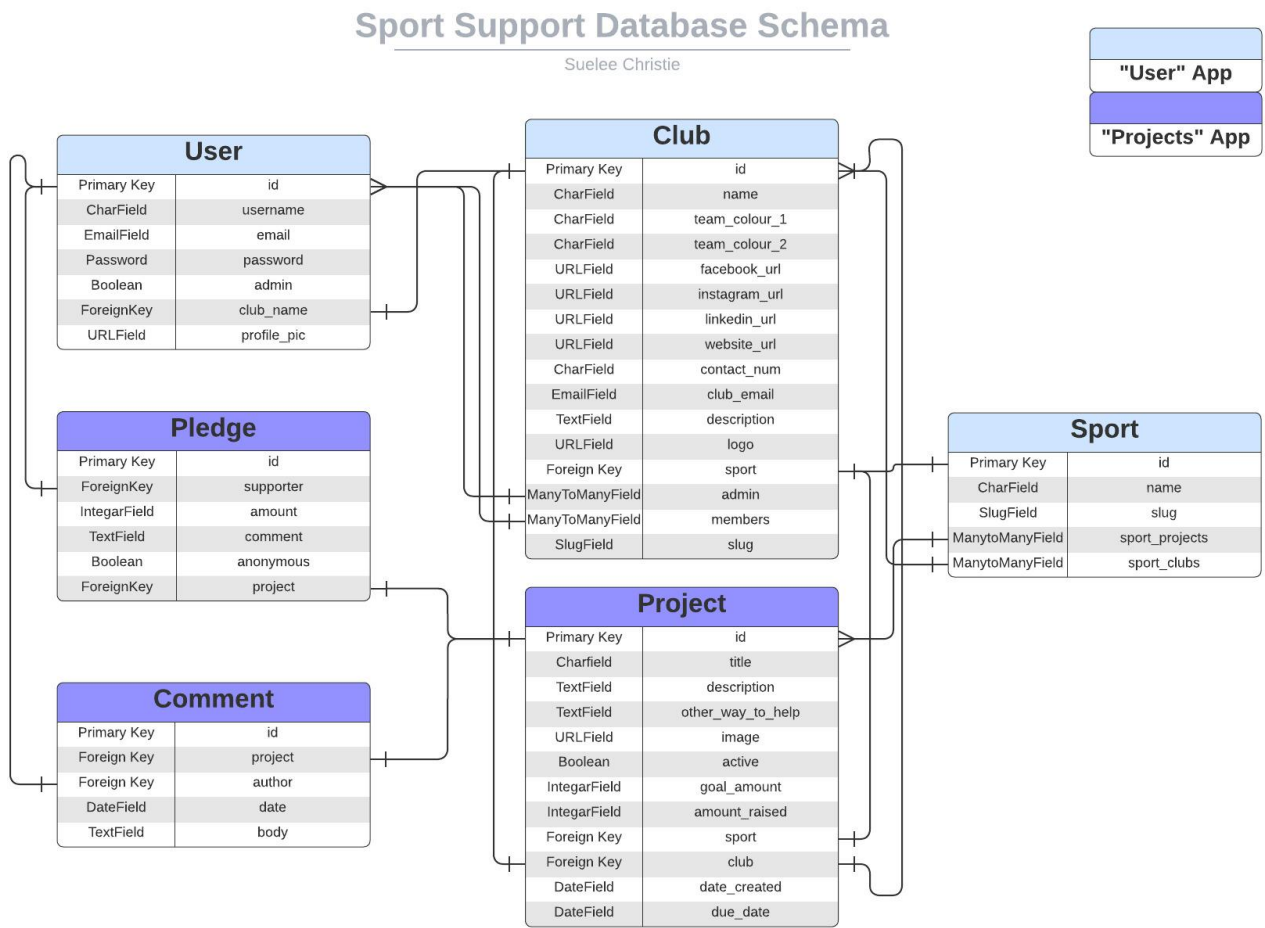 Sport Support Database Schema
Suelee Christie
"User" App
"Projects" App
User
Primary Key id
CharField username
EmailField email
Password password
Boolean admin
ForeignKey club_name
URLField profile_pic
Pledge
Primary Key id
ForeignKey supporter
IntegarField amount
TextField comment
Boolean anonymous
ForeignKey project
Comment
Primary Key id
Foreign Key project
Foreign Key author
DateField date
TextField body
Club
Primary Key id
CharField name
CharField team_colour_1
CharField team_colour_2
URLField facebook_url
URLField instagram_url
URLField linkedin_url
URLField website_url
CharField contact_num
EmailField club_email
TextField description
URLField logo
Foreign Key sport
ManyToManyField admin
ManyToManyField members
SlugField slug
Project
Primary Key id
Charfield title
TextField description
TextField other_way_to_help
URLField image
Boolean active
IntegarField goal_amount
IntegarField amount_raised
Foreign Key sport
Foreign Key club
DateField date_created
DateField due_date
Sport
Primary Key id
CharField name
SlugField slug
ManytoManyField sport_projects
ManytoManyField sport_clubs